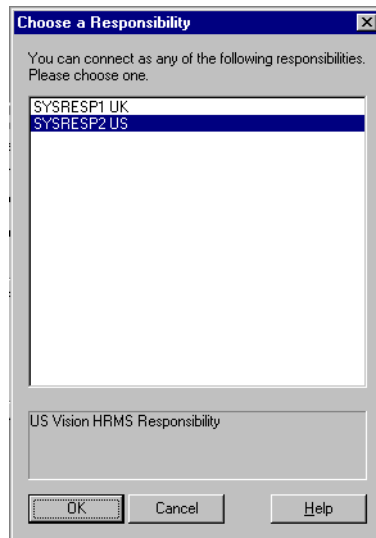 Choose a Responsibility
You can connect as any of the following responsibilities.
Please choose one.
SYSRESP1 UK
SYSRESP2 US
US Vision HRMS Responsibility
OK Cancel Help